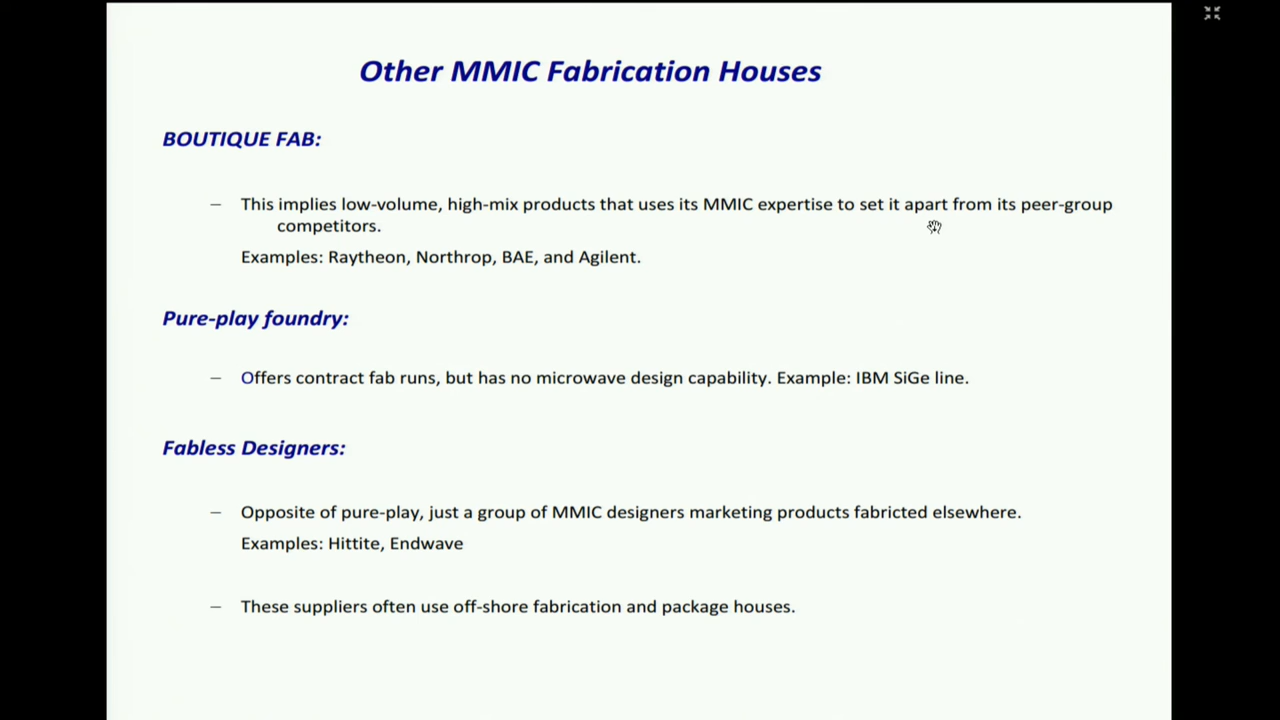 Other MMIC Fabrication Houses
BOUTIQUE FAB:
– This implies low-volume, high-mix products that uses its MMIC expertise to set it apart from its peer-group
competitors.
Examples: Raytheon, Northrop, BAE, and Agilent.
Pure-play foundry:
– Offers contract fab runs, but has no microwave design capability. Example: IBM SiGe line.
Fabless Designers:
– Opposite of pure-play, just a group of MMIC designers marketing products fabricted elsewhere.
Examples: Hittite, Endwave
– These suppliers often use off-shore fabrication and package houses.